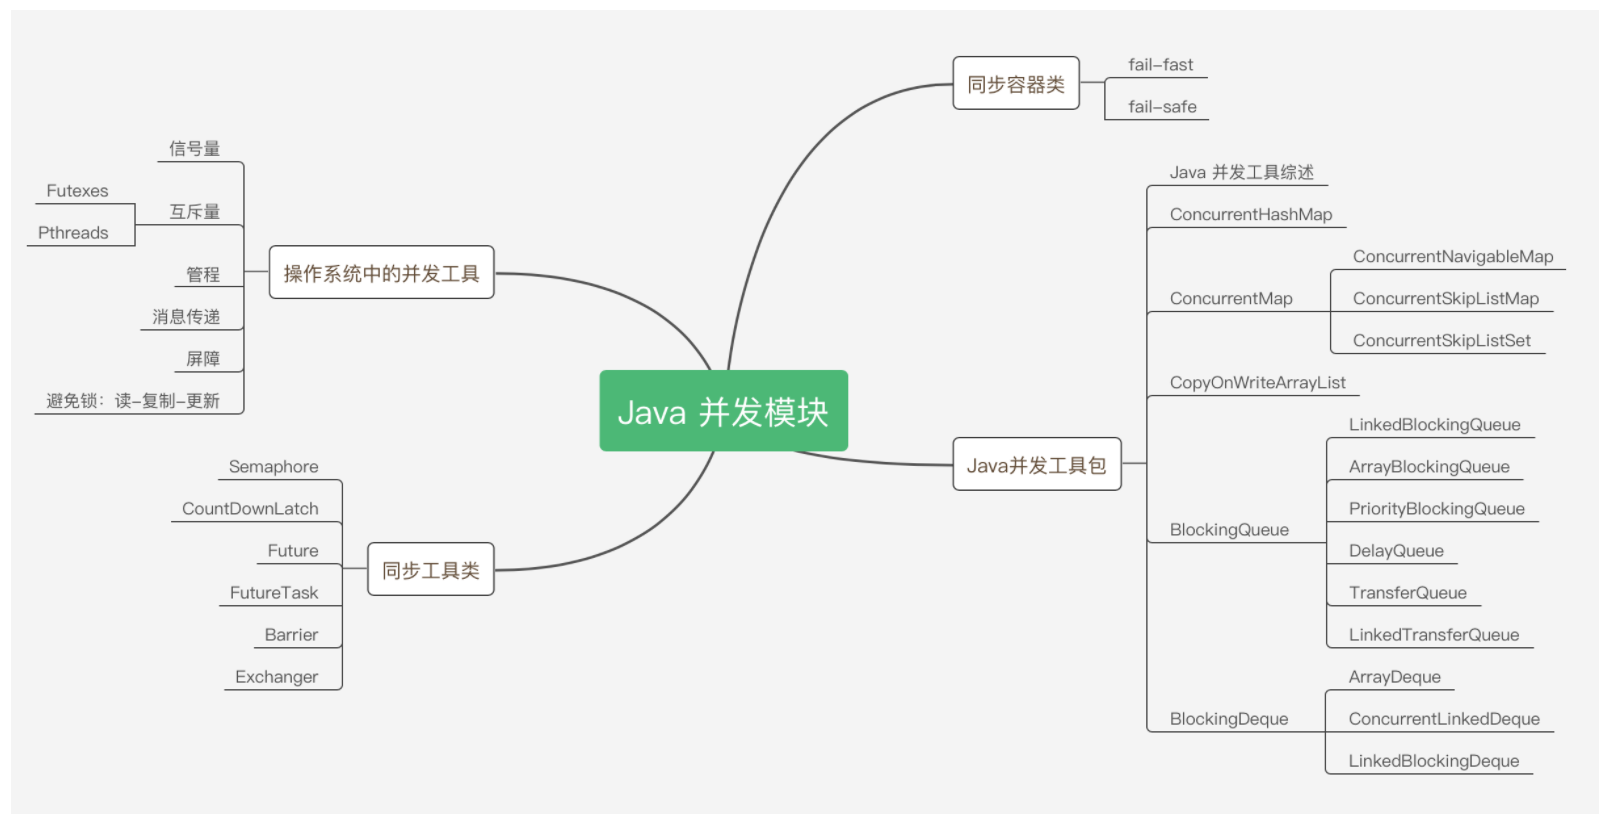 Java 并发模块
同步容器类
fail-fast
fail-safe
Java并发工具包
Java 并发工具综述
ConcurrentHashMap
ConcurrentMap
ConcurrentNavigableMap
ConcurrentSkipListMap
ConcurrentSkipListSet
CopyOnWriteArrayList
BlockingQueue
LinkedBlockingQueue
ArrayBlockingQueue
PriorityBlockingQueue
DelayQueue
TransferQueue
LinkedTransferQueue
BlockingDeque
ArrayDeque
ConcurrentLinkedDeque
LinkedBlockingDeque
操作系统中的并发工具
信号量
互斥量
Futexes
Pthreads
管程
消息传递
屏障
避免锁：读-复制-更新
同步工具类
Semaphore
CountDownLatch
Future
FutureTask
Barrier
Exchanger